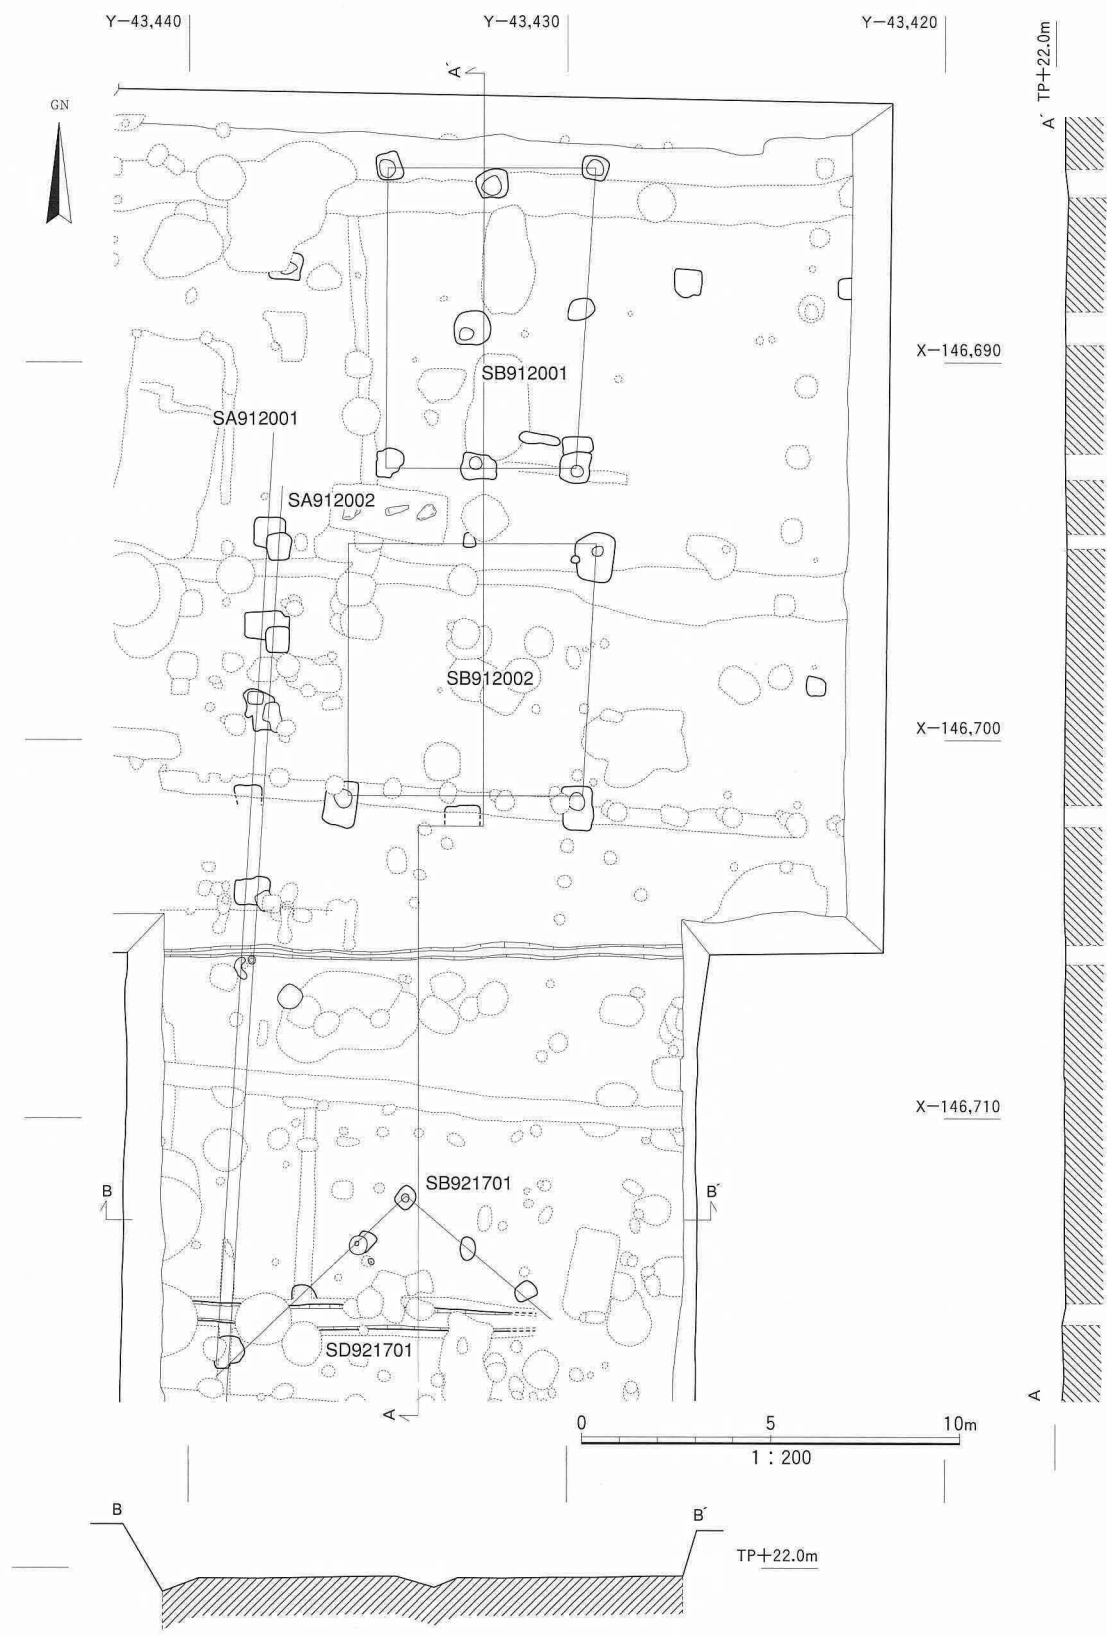 Y−43,440
Y−43,430
Y−43,420
TP+22.0m
A´
A´
GN
X−146,690
SB912001
SA912001
SA912002
SB912002
X−146,700
X−146,710
SB921701
B
B´
SD921701
A
A
0 5 10m
1：200
B
B´
TP+22.0m